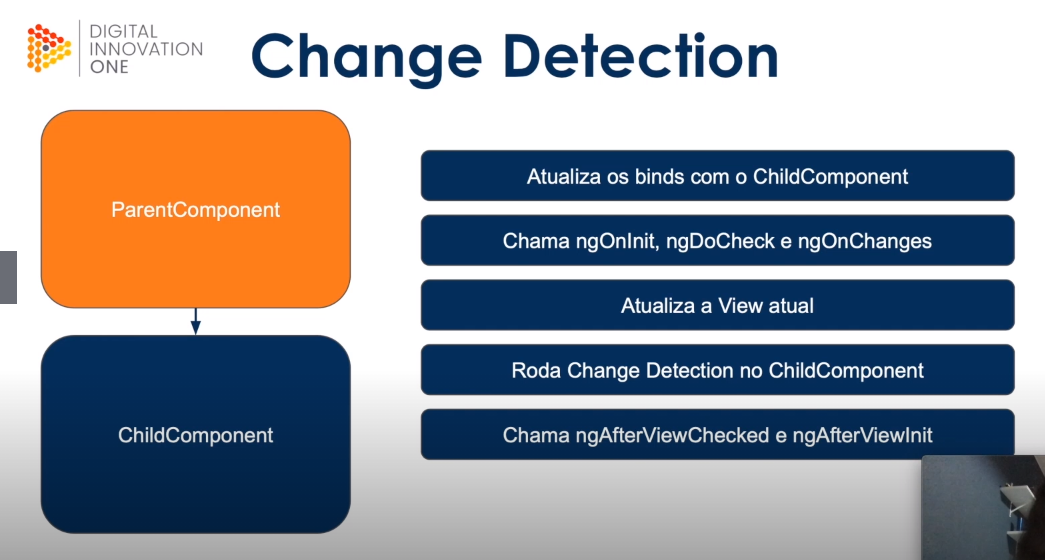 DIGITAL
INNOVATION
ONE
Change Detection
ParentComponent
ChildComponent
Atualiza os binds com o ChildComponent
Chama ngOnInit, ngDoCheck e ngOnChanges
Atualiza a View atual
Roda Change Detection no ChildComponent
Chama ngAfterViewChecked e ngAfterViewInit